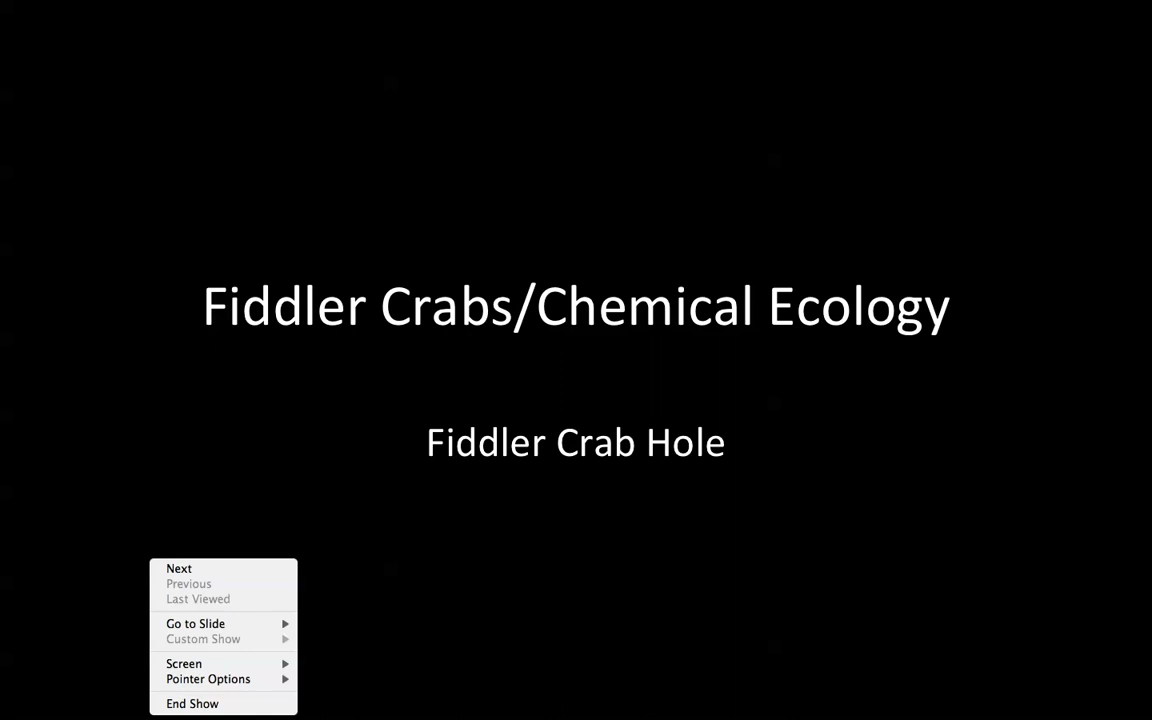 Fiddler Crabs/Chemical Ecology
Fiddler Crab Hole
Next
Previous
Last Viewed
Go to Slide
Custom Show
Screen
Pointer Options
End Show